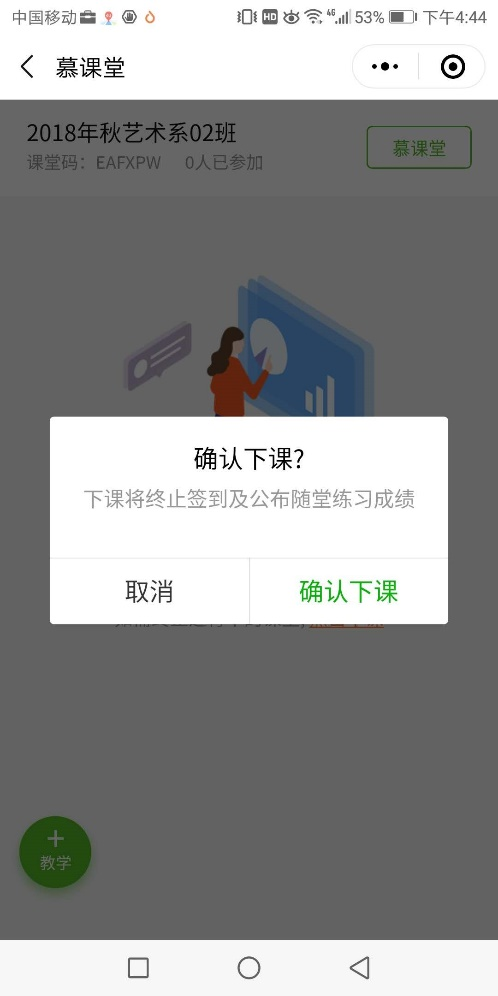 中国移动 HD 4G 53% 下午4:44
慕课堂
2018年秋艺术系02班
慕课堂
课堂码：EAFXPW 0人已参加
确认下课?
下课将终止签到及公布随堂练习成绩
取消 确认下课
教学